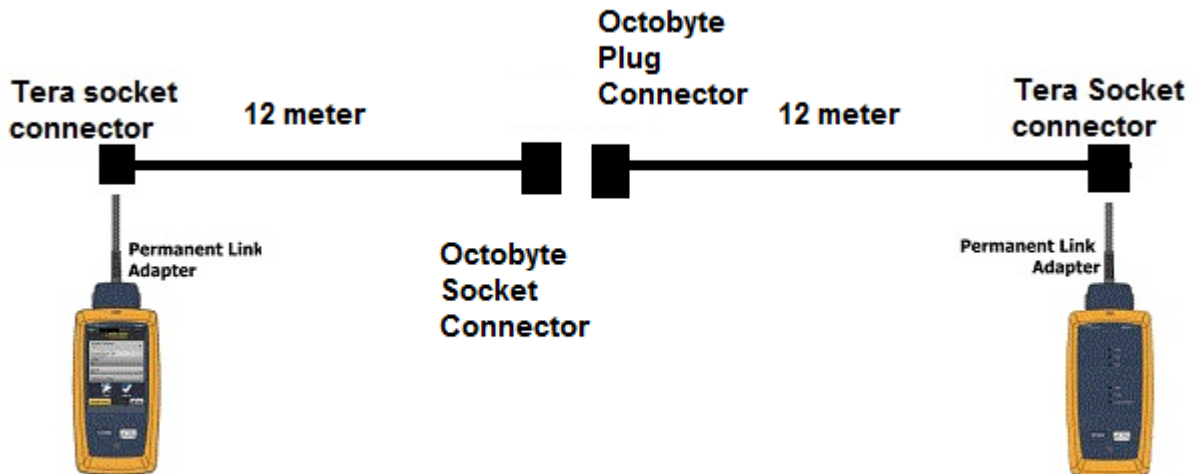 Octobyte
Plug
Connector
Tera socket
connector
12 meter
12 meter
Tera Socket
connector
Permanent Link
Adapter
Octobyte
Socket
Connector
Permanent Link
Adapter